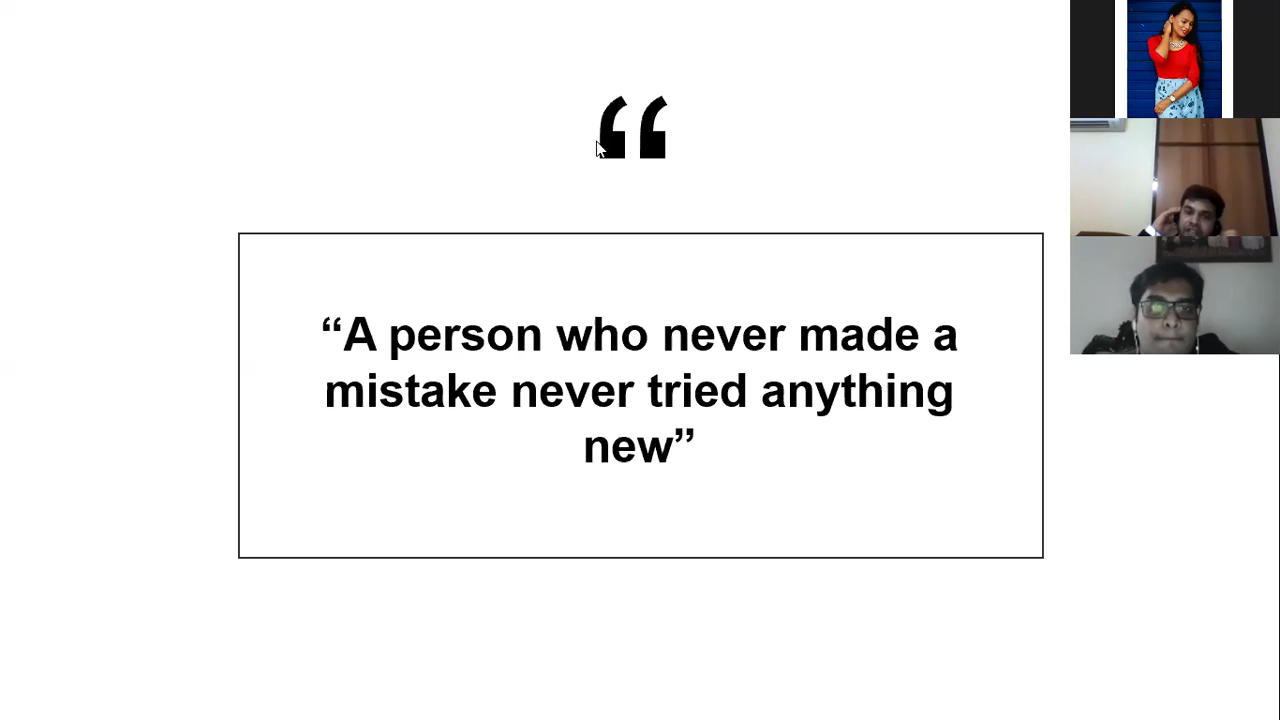 “
“A person who never made a
mistake never tried anything
new”